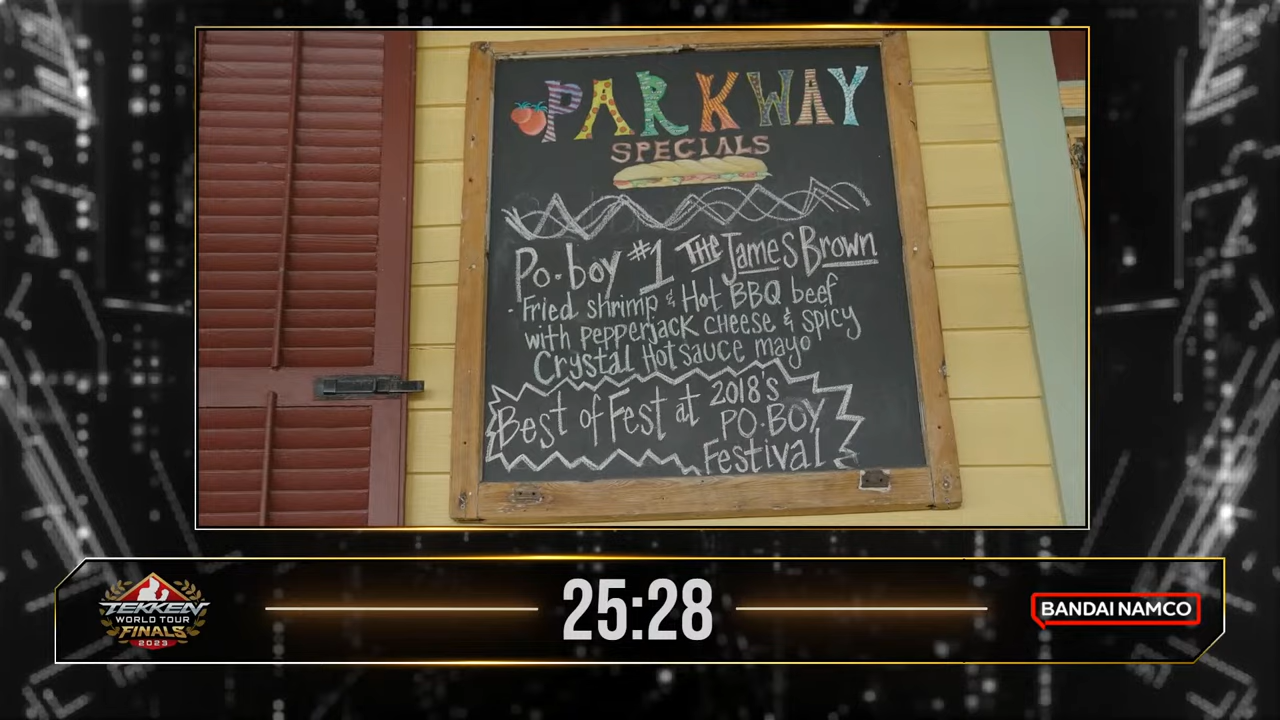 PARKWAY
SPECIALS
Po-boy #1 THE James Brown
· Fried shrimp & Hot BBQ beef
with pepperjack cheese & spicy
Crystal Hotsauce mayo
Best of Fest at 2018's
PO-BOY
Festival
TEKKEN
WORLD TOUR
FINALS
2023
25:28
BANDAI NAMCO